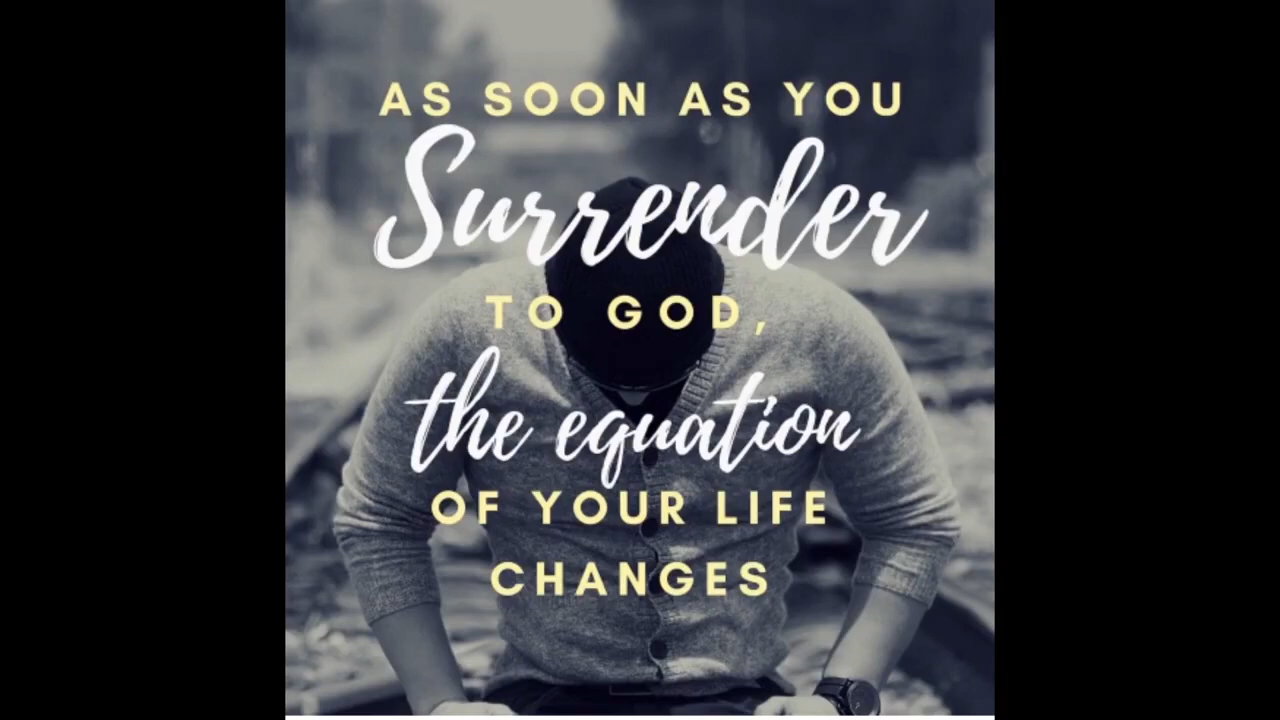 AS SOON AS YOU
Surrender
TO GOD,
the equation
OF YOUR LIFE
CHANGES